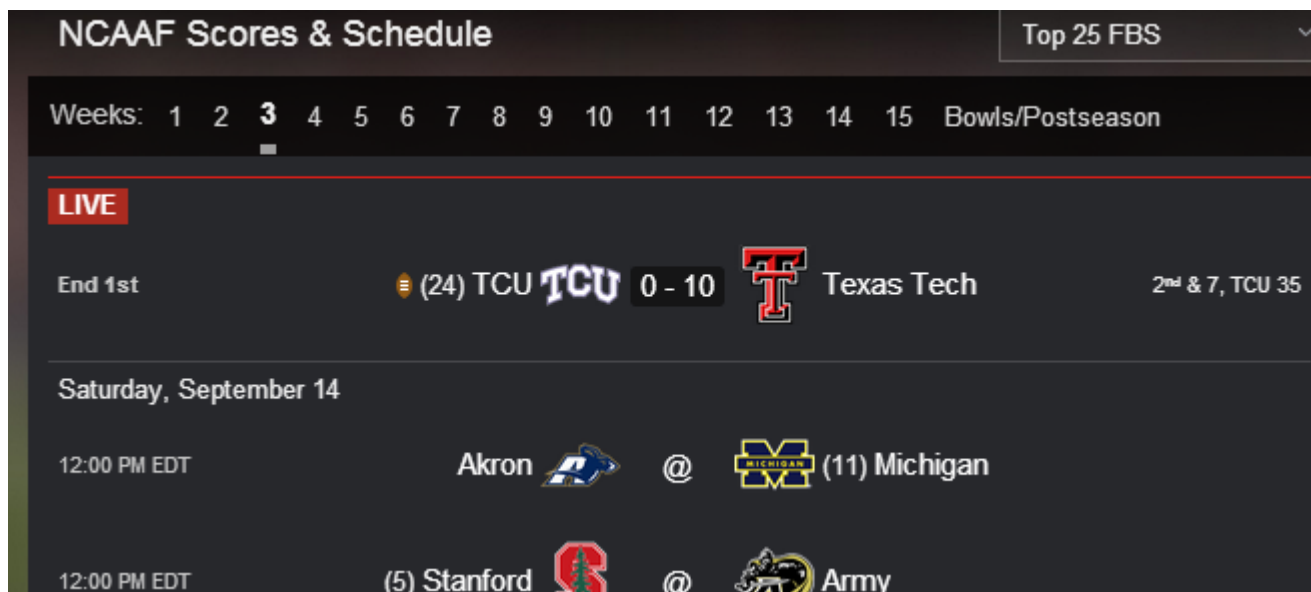 NCAAF Scores & Schedule
Top 25 FBS
Weeks: 1 2 3 4 5 6 7 8 9 10 11 12 13 14 15 Bowls/Postseason
LIVE
End 1st (24) TCU TCU 0 - 10 Texas Tech 2nd & 7, TCU 35
Saturday, September 14
12:00 PM EDT Akron @ MICHIGAN (11) Michigan
12:00 PM EDT (5) Stanford @ Army